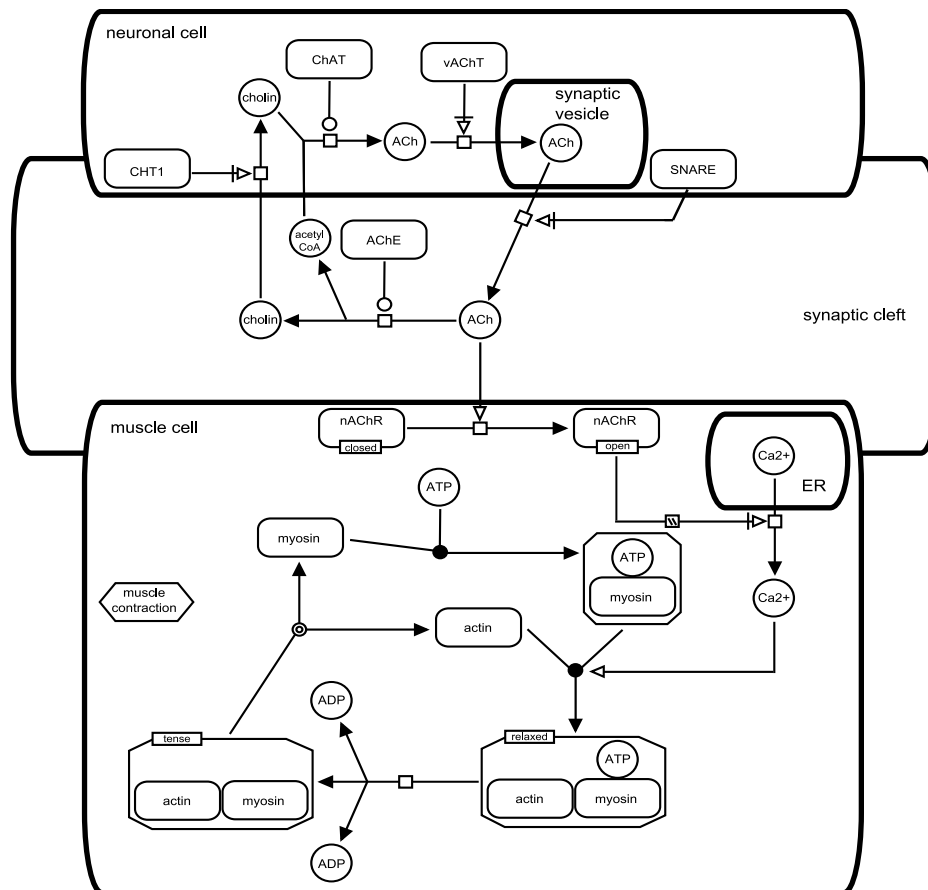 neuronal cell
ChAT
vAChT
synaptic
vesicle
cholin
ACh
ACh
CHT1
SNARE
acetyl
CoA
AChE
cholin
ACh
synaptic cleft
muscle cell
nAChR
closed
nAChR
open
Ca2+
ER
ATP
myosin
ATP
myosin
muscle
contraction
Ca2+
actin
ADP
tense
relaxed
ATP
actin
myosin
actin
myosin
ADP